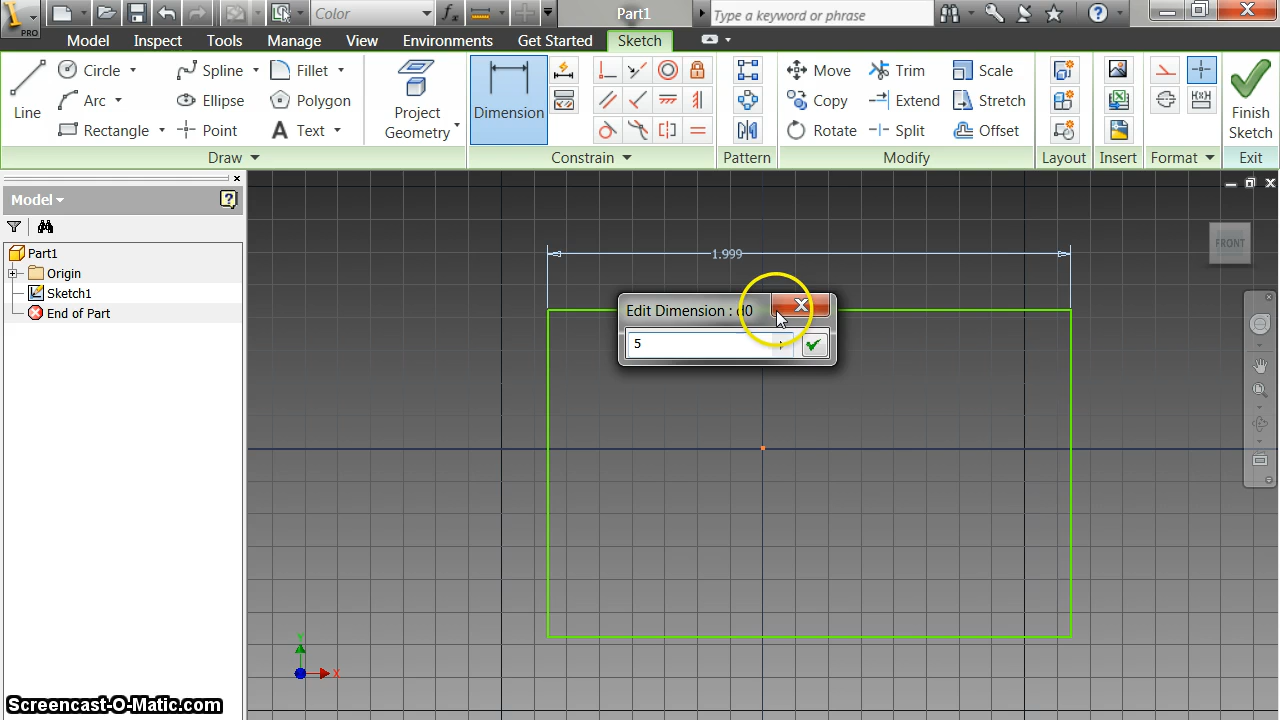 PRO
Color
fx
Part1
Type a keyword or phrase
Model Inspect Tools Manage View Environments Get Started Sketch
Line
Circle
Arc
Rectangle
Spline
Ellipse
Point
Fillet
Polygon
Text
Project
Geometry
Dimension
Move
Copy
Rotate
Trim
Extend
Split
Scale
Stretch
Offset
Finish
Sketch
Draw Constrain Pattern Modify Layout Insert Format Exit
Model
Part1
Origin
Sketch1
End of Part
1.999
FRONT
Edit Dimension : d0
5
Y
X
Screencast-O-Matic.com